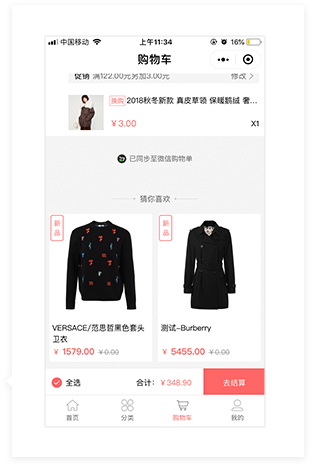 中国移动
上午11:34
16%
购物车
促销 满122.00元另加3.00元 修改 >
换购 2018秋冬新款 真皮草领 保暖鹅绒 奢...
¥3.00 X1
已同步至微信购物单
猜你喜欢
新品
新品
VERSACE/范思哲黑色套头卫衣
¥ 1579.00 ¥0.00
测试-Burberry
¥ 5455.00 ¥0.00
全选 合计: ¥348.90 去结算
首页 分类 购物车 我的